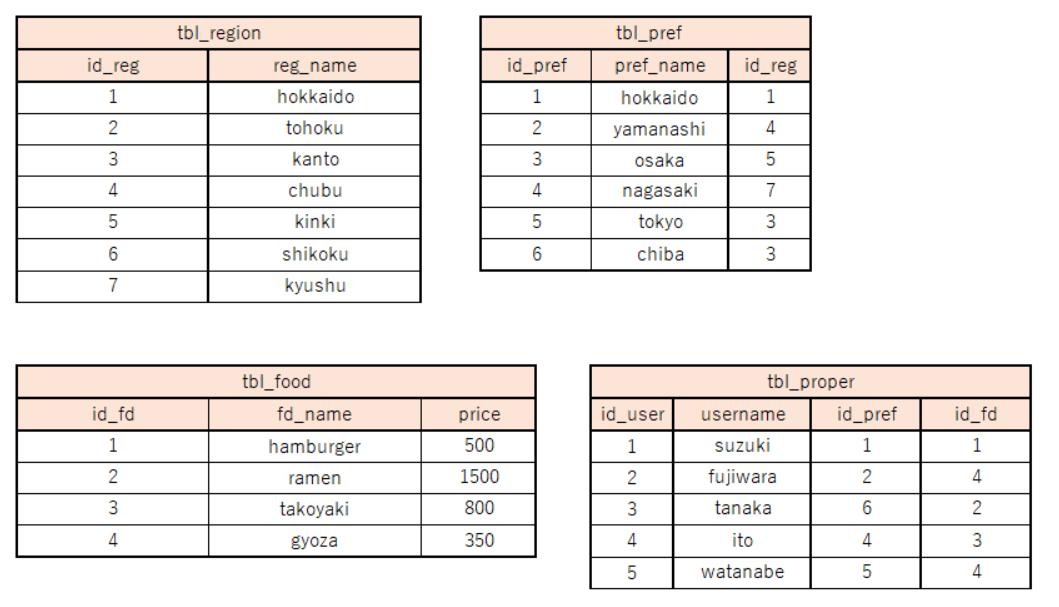 tbl_region
id_reg reg_name
1 hokkaido
2 tohoku
3 kanto
4 chubu
5 kinki
6 shikoku
7 kyushu
tbl_pref
id_pref pref_name id_reg
1 hokkaido 1
2 yamanashi 4
3 osaka 5
4 nagasaki 7
5 tokyo 3
6 chiba 3
tbl_food
id_fd fd_name price
1 hamburger 500
2 ramen 1500
3 takoyaki 800
4 gyoza 350
tbl_proper
id_user username id_pref id_fd
1 suzuki 1 1
2 fujiwara 2 4
3 tanaka 6 2
4 ito 4 3
5 watanabe 5 4